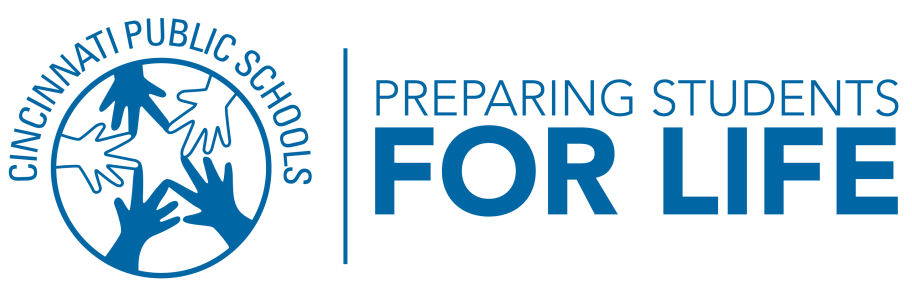 CINCINNATI PUBLIC SCHOOLS
PREPARING STUDENTS
FOR LIFE